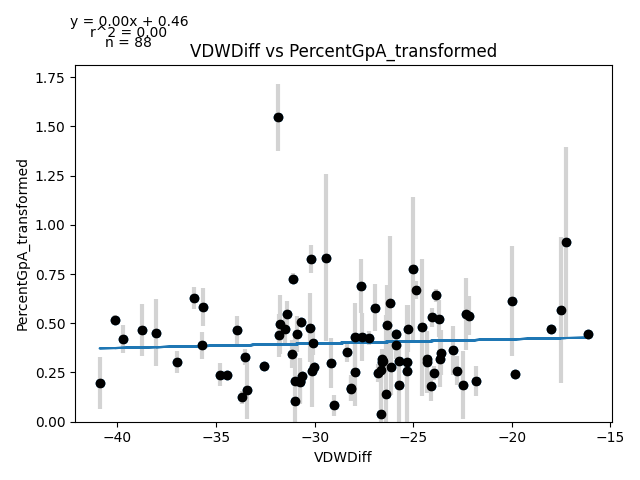 y = 0.00x + 0.46
r^2 = 0.00
n = 88
VDWDiff vs PercentGpA_transformed
PercentGpA_transformed
1.75
1.50
1.25
1.00
0.75
0.50
0.25
0.00
−40
−35
−30
−25
−20
−15
VDWDiff